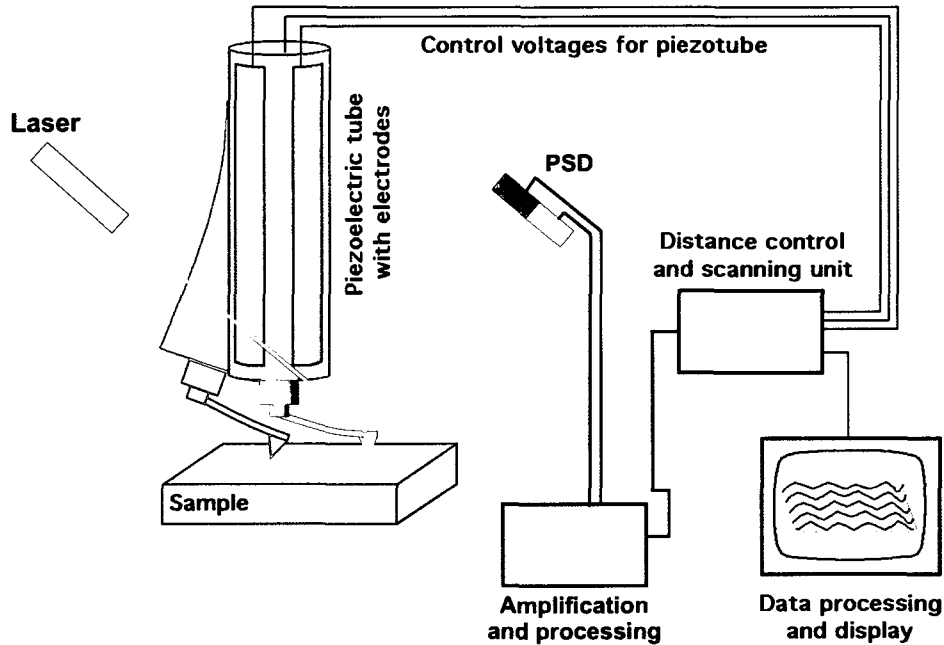 Control voltages for piezotube
Laser
Piezoelectric tube
with electrodes
PSD
Distance control
and scanning unit
Sample
Amplification
and processing
Data processing
and display